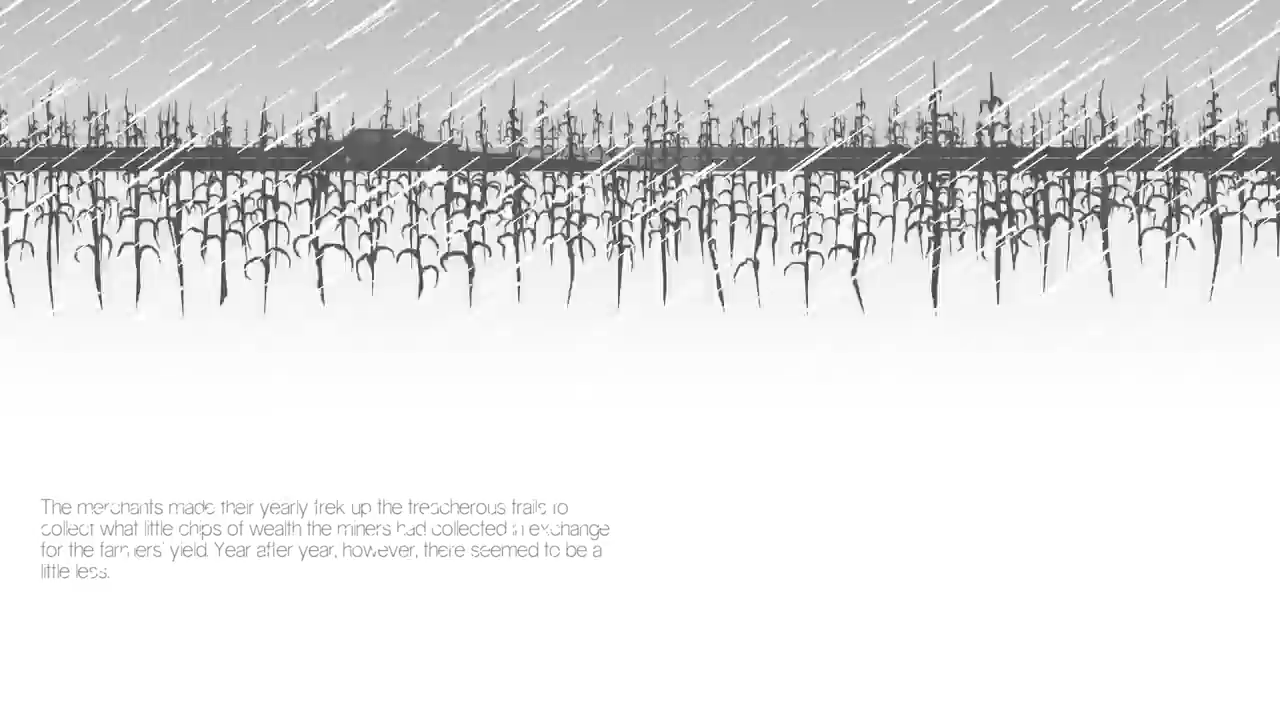 The merchants made their yearly trek up the treacherous trails to
collect what little chips of wealth the miners had collected in exchange
for the farmers' yield. Year after year, however, there seemed to be a
little less.